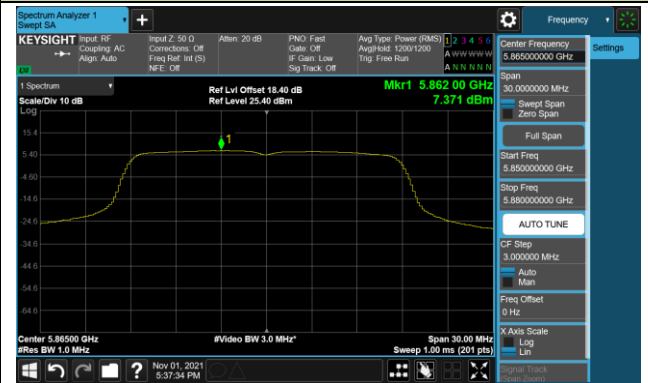 Spectrum Analyzer 1
Swept SA
Frequency
KEYSIGHT
Input: RF
Coupling: AC
Align: Auto
Input Z: 50 Ω
Corrections: Off
Freq Ref: Int (S)
NFE: Off
Atten: 20 dB
PNO: Fast
Gate: Off
IF Gain: Low
Sig Track: Off
Avg Type: Power (RMS)
Avg|Hold: 1200/1200
Trig: Free Run
1 2 3 4 5 6
A W W W W W
A N N N N N
Settings
Center Frequency
5.865000000 GHz
Span
30.0000000 MHz
Swept Span
Zero Span
Full Span
Start Freq
5.850000000 GHz
Stop Freq
5.880000000 GHz
AUTO TUNE
CF Step
3.000000 MHz
Auto
Man
Freq Offset
0 Hz
X Axis Scale
Log
Lin
Signal Track
(Span Zoom)
1 Spectrum
Scale/Div 10 dB
Log
Ref Lvl Offset 18.40 dB
Ref Level 25.40 dBm
Mkr1 5.862 00 GHz
7.371 dBm
1
15.4
5.40
-4.60
-14.6
-24.6
-34.6
-44.6
-54.6
-64.6
Center 5.86500 GHz
#Res BW 1.0 MHz
#Video BW 3.0 MHz*
Span 30.00 MHz
Sweep 1.00 ms (201 pts)
?
Nov 01, 2021
5:37:34 PM